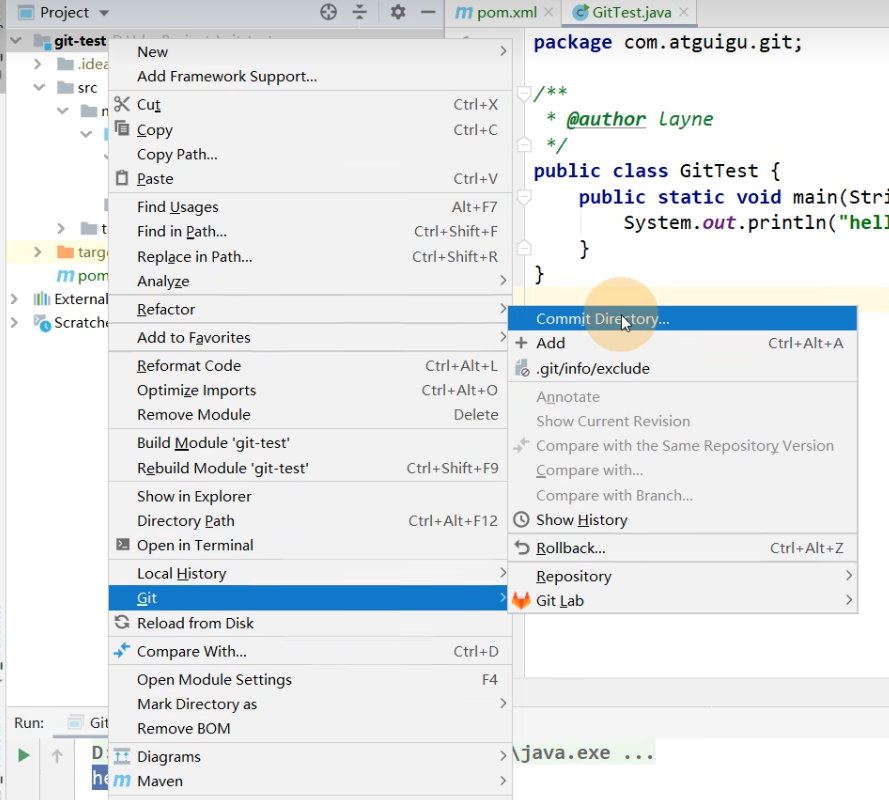 Project
pom.xml
GitTest.java
git-test
.idea
src
pom
External
Scratche
New
Add Framework Support...
Cut Ctrl+X
Copy Ctrl+C
Copy Path...
Paste Ctrl+V
Find Usages Alt+F7
Find in Path... Ctrl+Shift+F
Replace in Path... Ctrl+Shift+R
Analyze
Refactor
Add to Favorites
Reformat Code Ctrl+Alt+L
Optimize Imports Ctrl+Alt+O
Remove Module Delete
Build Module 'git-test'
Rebuild Module 'git-test' Ctrl+Shift+F9
Show in Explorer
Directory Path Ctrl+Alt+F12
Open in Terminal
Local History
Git
Reload from Disk
Compare With... Ctrl+D
Open Module Settings F4
Mark Directory as
Remove BOM
Diagrams
Maven
package com.atguigu.git;
/**
* @author layne
*/
public class GitTest {
public static void main(Stri
System.out.println("hell
}
}
Commit Directory...
Add Ctrl+Alt+A
.git/info/exclude
Annotate
Show Current Revision
Compare with the Same Repository Version
Compare with...
Compare with Branch...
Show History
Rollback... Ctrl+Alt+Z
Repository
Git Lab
Run:
Git
D:
\java.exe ...
he